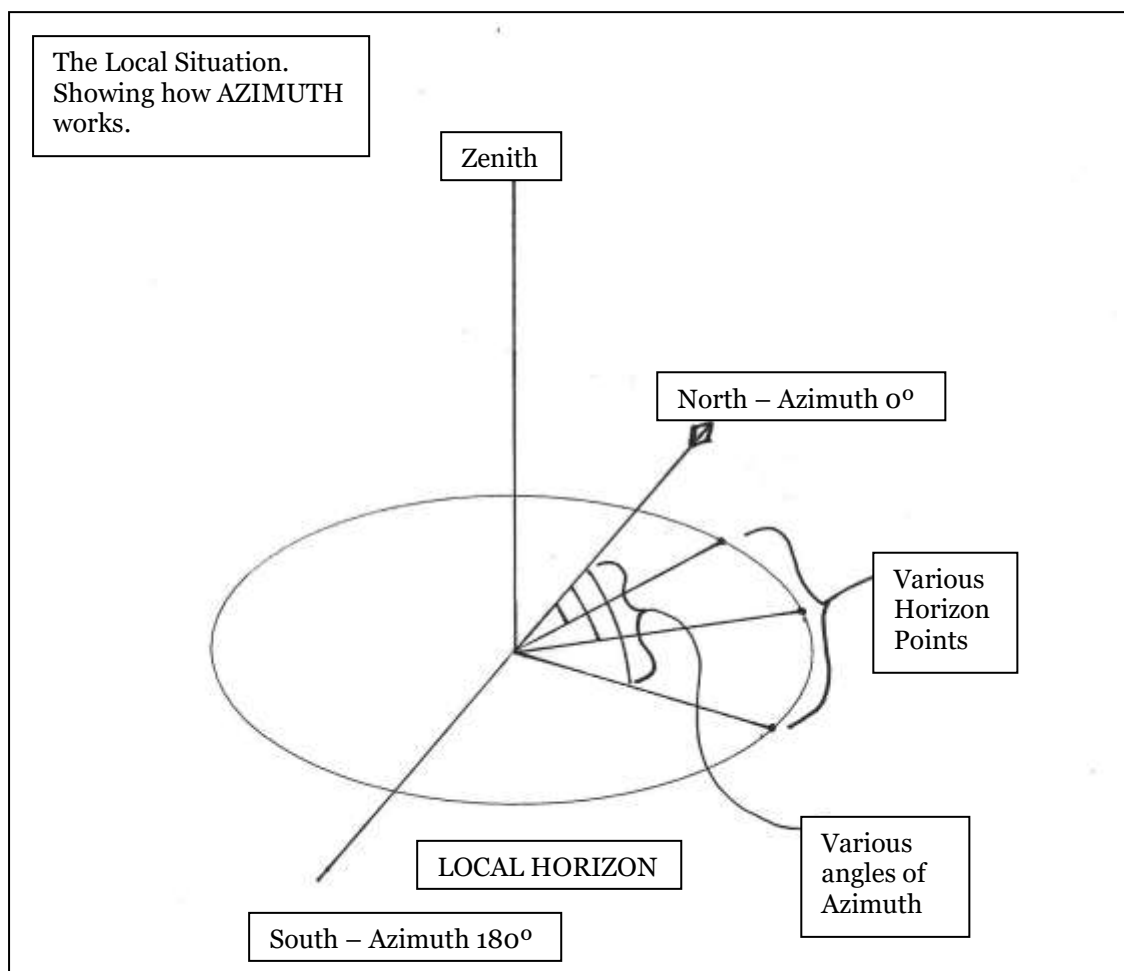 The Local Situation.
Showing how AZIMUTH
works.
Zenith
North – Azimuth 0º
Various
Horizon
Points
LOCAL HORIZON
Various
angles of
Azimuth
South – Azimuth 180º